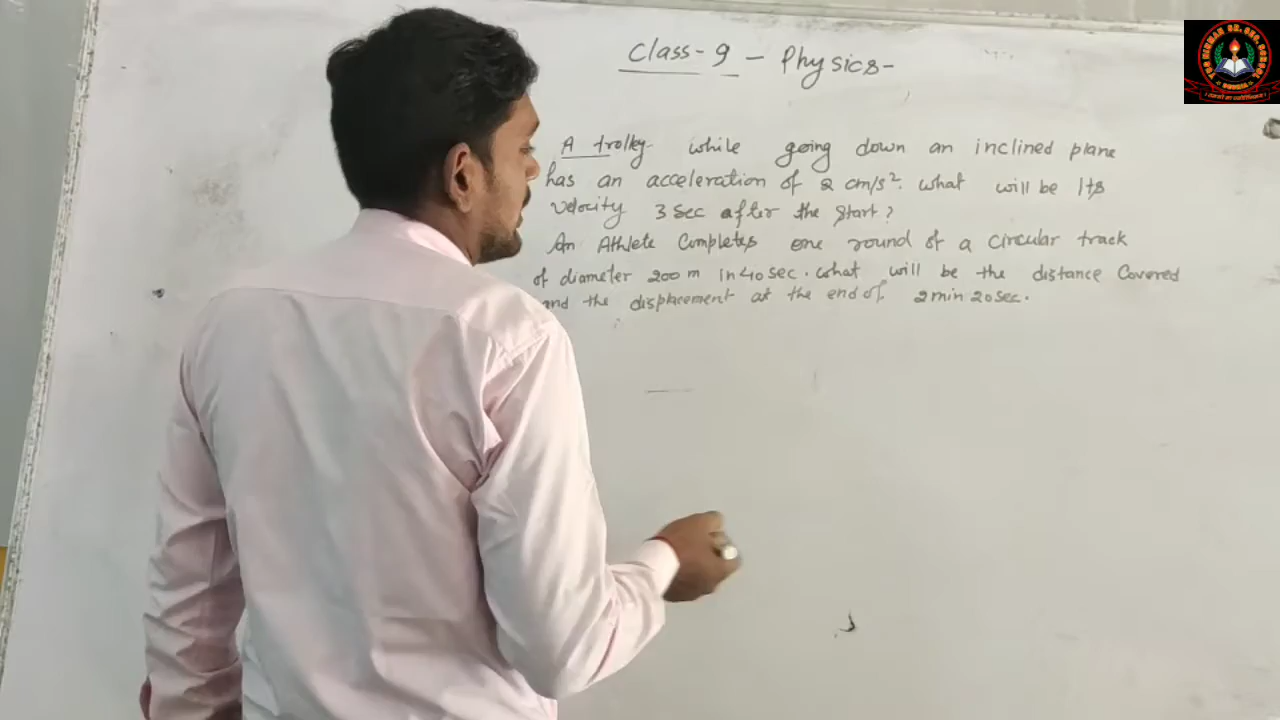 Class-9 - Physics-
A trolley while going down an inclined plane
has an acceleration of 2 cm/s². what will be Its
velocity 3 Sec after the Start?
An Athlete Completes one round of a circular track
of diameter 200 m in 40 sec. what will be the distance Covered
and the displacement at the end of 2 min 20 sec.